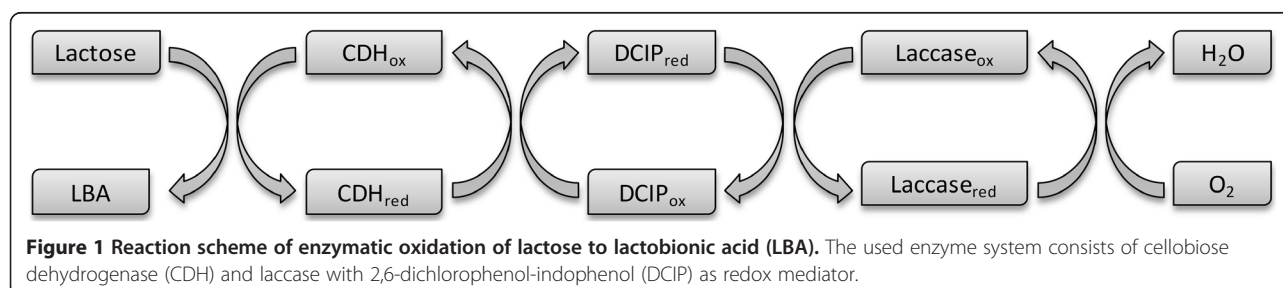 Lactose CDHox DCIPred Laccaseox H2O
LBA CDHred DCIPox Laccasered O2
Figure 1 Reaction scheme of enzymatic oxidation of lactose to lactobionic acid (LBA). The used enzyme system consists of cellobiose
dehydrogenase (CDH) and laccase with 2,6-dichlorophenol-indophenol (DCIP) as redox mediator.